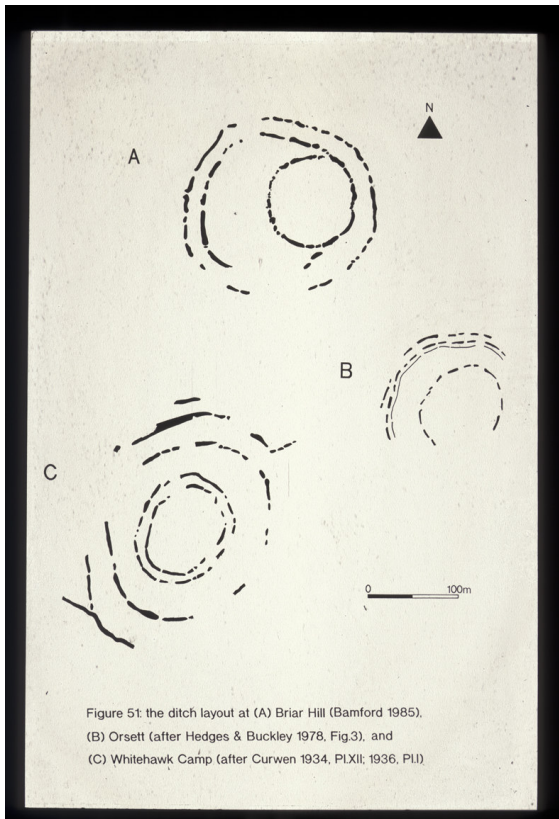 N
A
B
C
0 100m
Figure 51: the ditch layout at (A) Briar Hill (Bamford 1985),
(B) Orsett (after Hedges & Buckley 1978, Fig.3), and
(C) Whitehawk Camp (after Curwen 1934, Pl.XII; 1936, Pl.I)